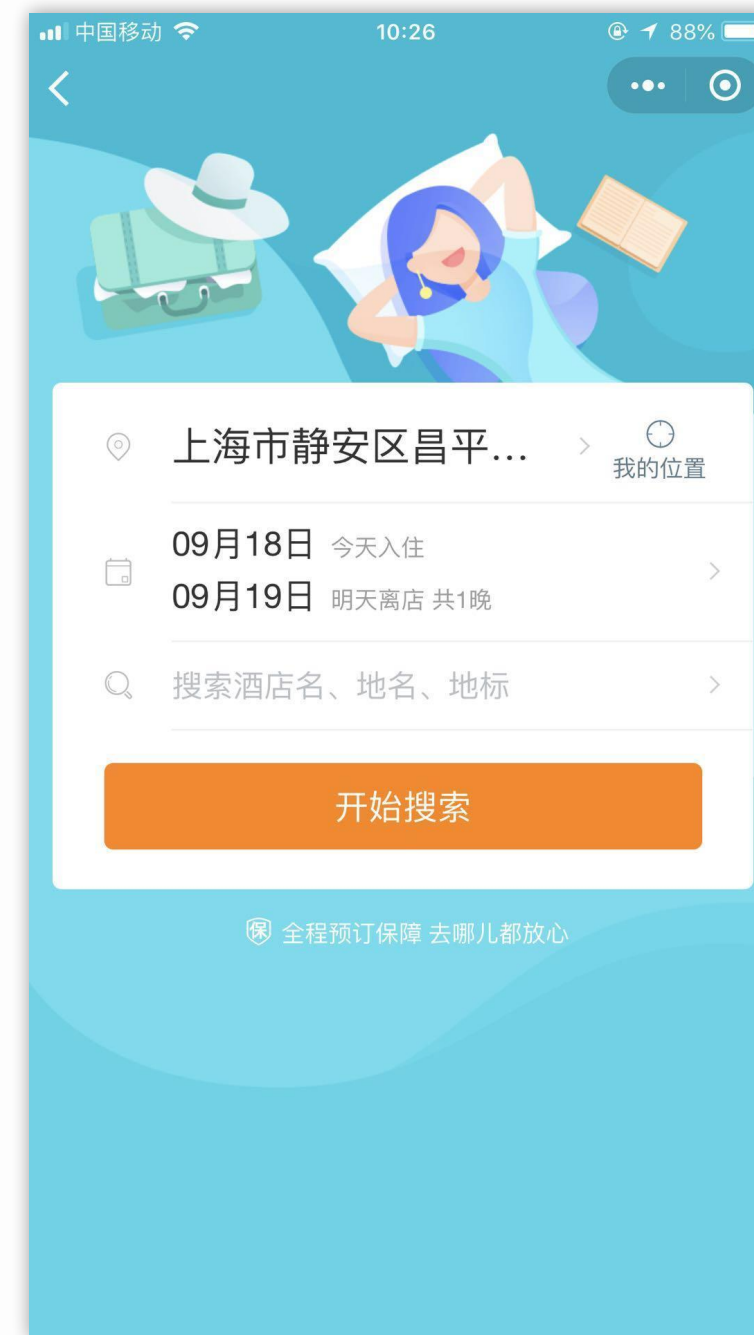 中国移动 10:26 88%
上海市静安区昌平...
我的位置
09月18日 今天入住
09月19日 明天离店 共1晚
搜索酒店名、地名、地标
开始搜索
保 全程预订保障 去哪儿都放心